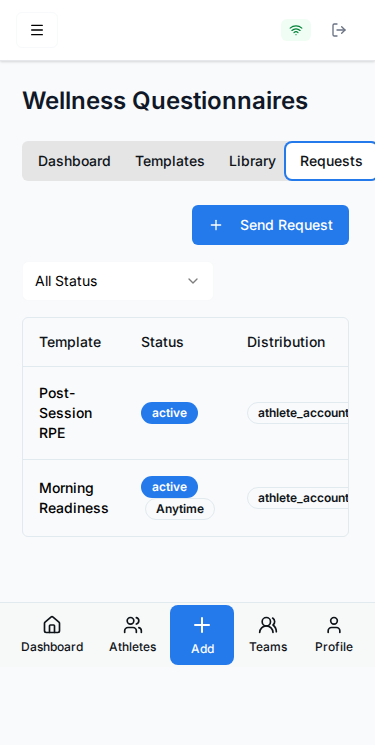 Wellness Questionnaires
Dashboard Templates Library Requests
Send Request
All Status
Template Status Distribution
Post-
Session
RPE
active
athlete_account
Morning
Readiness
active
Anytime
athlete_account
Dashboard Athletes Add Teams Profile